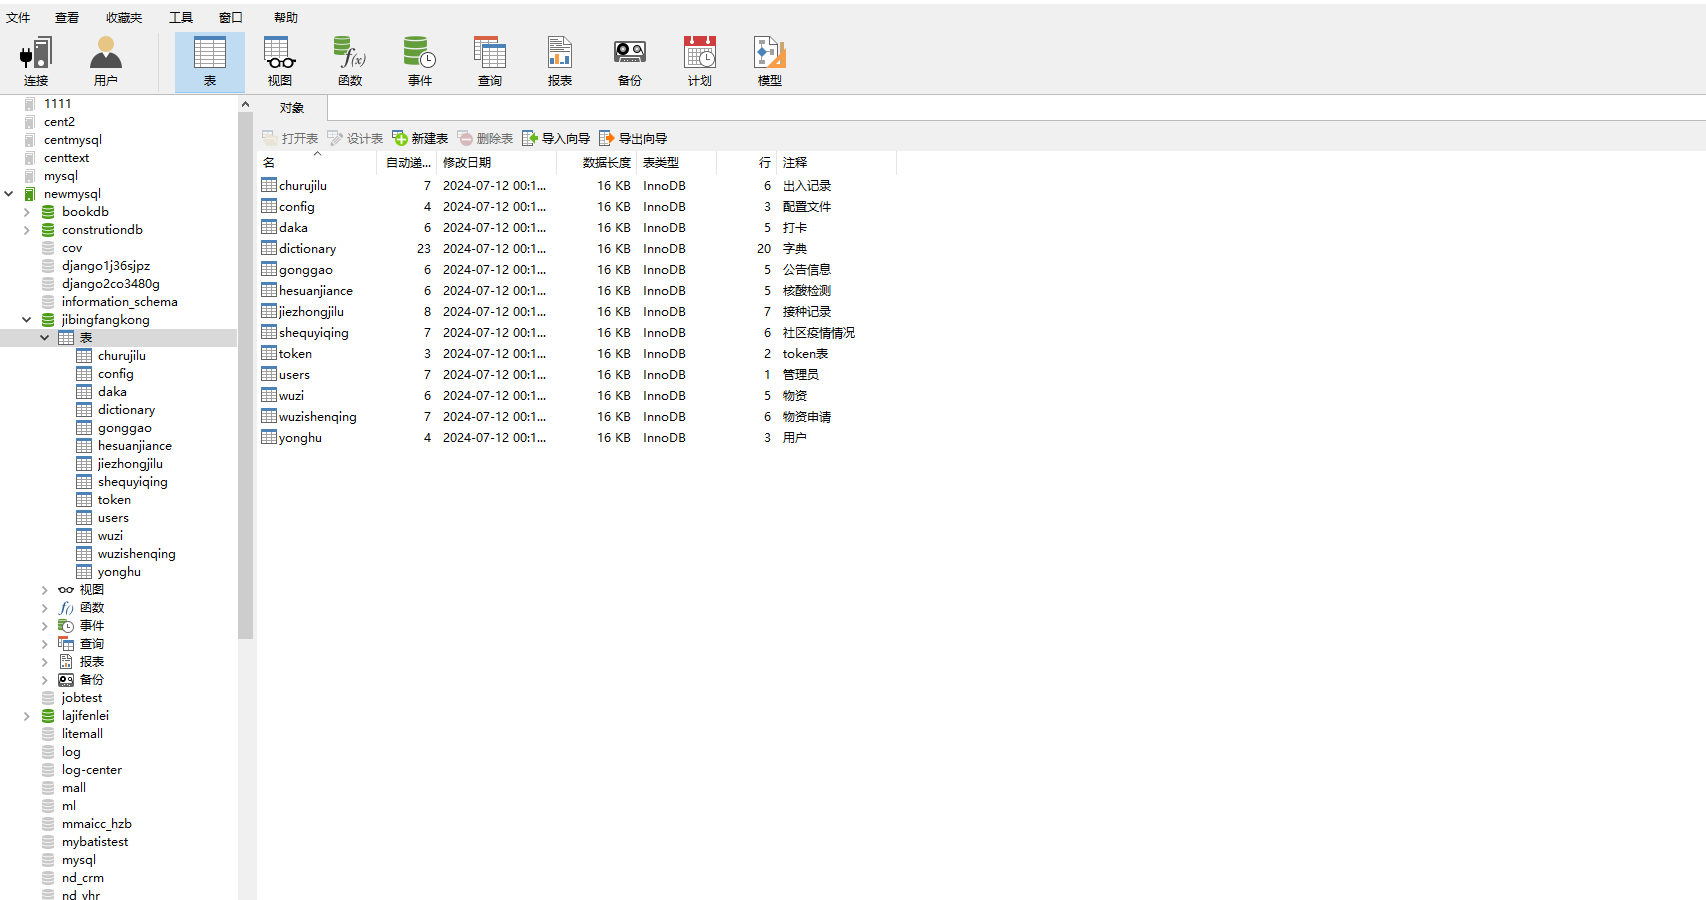 文件 查看 收藏夹 工具 窗口 帮助
连接 用户 表 视图 函数 事件 查询 报表 备份 计划 模型
1111
cent2
centmysql
centtext
mysql
newmysql
bookdb
construtiondb
cov
django1j36sjpz
django2co3480g
information_schema
jibingfangkong
表
churujilu
config
daka
dictionary
gonggao
hesuanjiance
jiezhongjilu
shequyiqing
token
users
wuzi
wuzishenqing
yonghu
视图
函数
事件
查询
报表
备份
jobtest
lajifenlei
litemall
log
log-center
mall
ml
mmaicc_hzb
mybatistest
mysql
nd_crm
nd_vhr
对象
打开表 设计表 新建表 删除表 导入向导 导出向导
名 自动递... 修改日期 数据长度 表类型 行 注释
churujilu 7 2024-07-12 00:1... 16 KB InnoDB 6 出入记录
config 4 2024-07-12 00:1... 16 KB InnoDB 3 配置文件
daka 6 2024-07-12 00:1... 16 KB InnoDB 5 打卡
dictionary 23 2024-07-12 00:1... 16 KB InnoDB 20 字典
gonggao 6 2024-07-12 00:1... 16 KB InnoDB 5 公告信息
hesuanjiance 6 2024-07-12 00:1... 16 KB InnoDB 5 核酸检测
jiezhongjilu 8 2024-07-12 00:1... 16 KB InnoDB 7 接种记录
shequyiqing 7 2024-07-12 00:1... 16 KB InnoDB 6 社区疫情情况
token 3 2024-07-12 00:1... 16 KB InnoDB 2 token表
users 7 2024-07-12 00:1... 16 KB InnoDB 1 管理员
wuzi 6 2024-07-12 00:1... 16 KB InnoDB 5 物资
wuzishenqing 7 2024-07-12 00:1... 16 KB InnoDB 6 物资申请
yonghu 4 2024-07-12 00:1... 16 KB InnoDB 3 用户